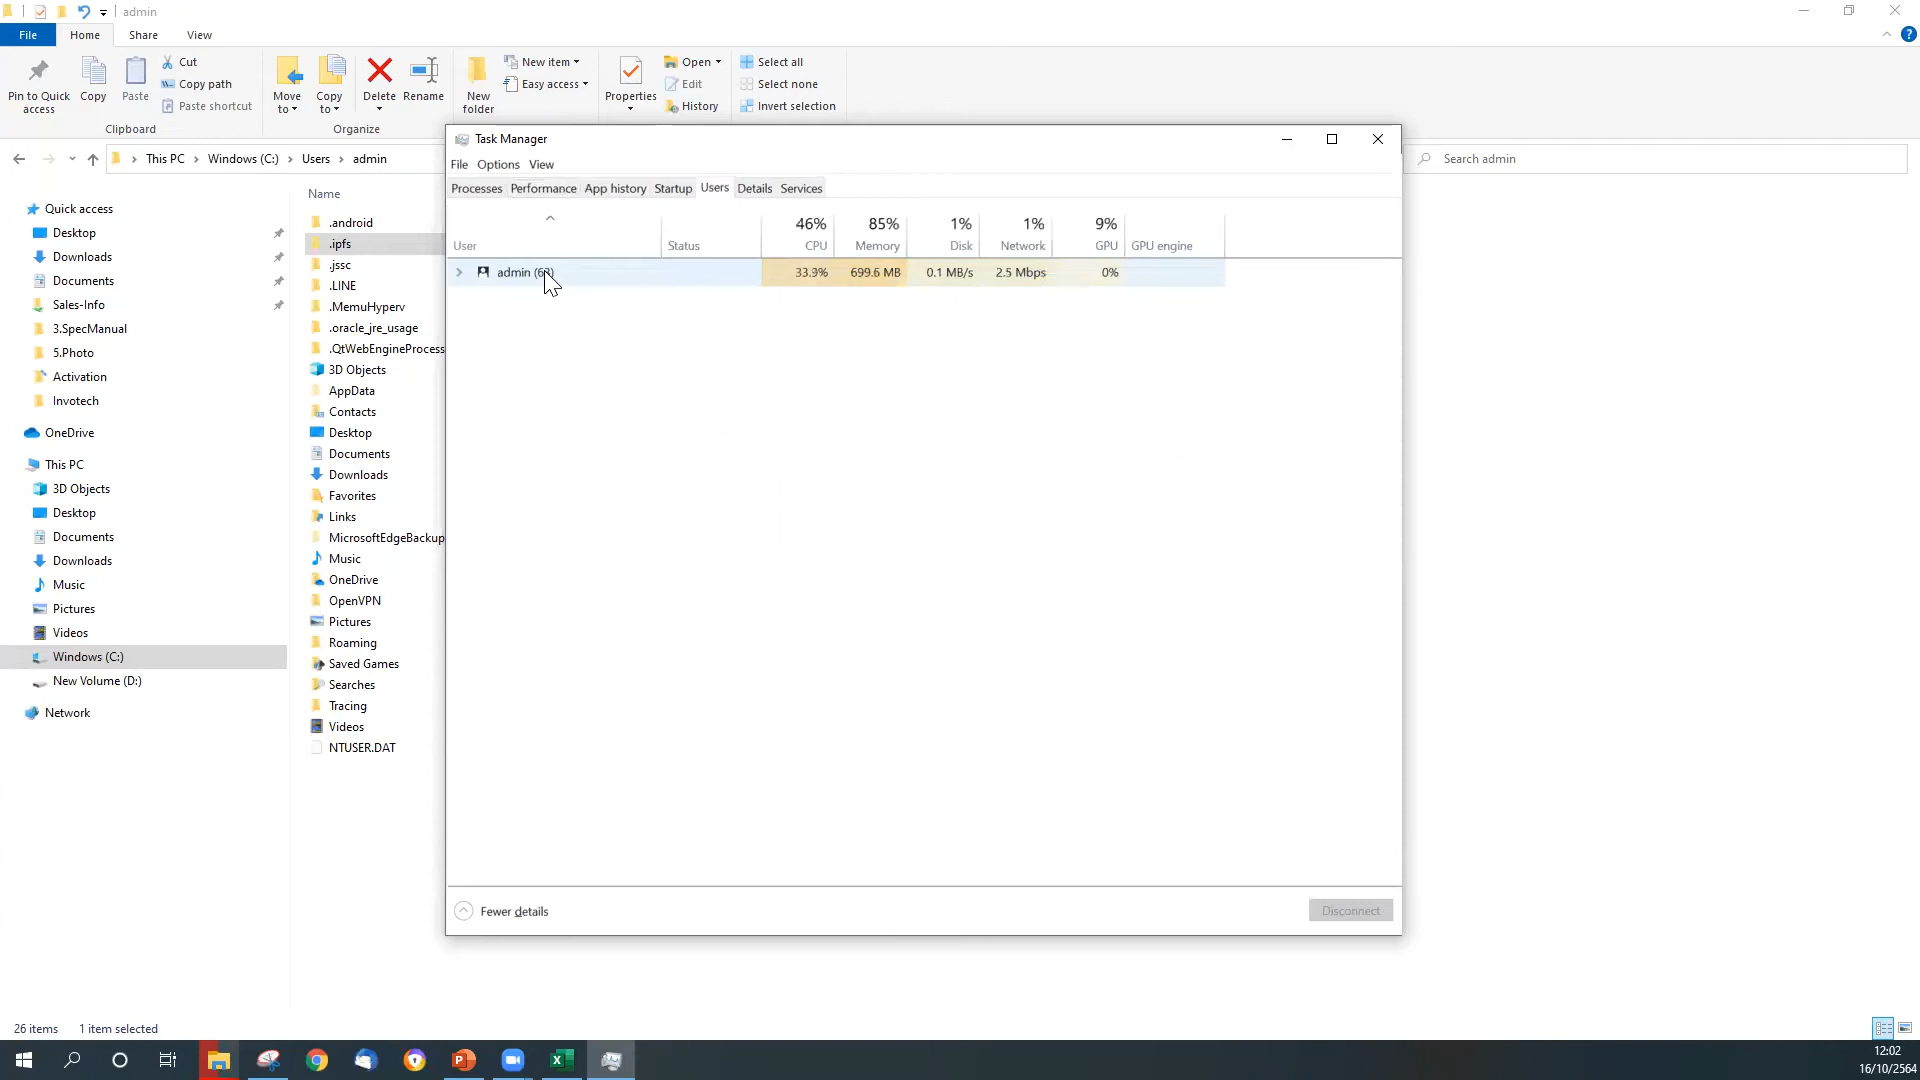 admin
File Home Share View
Pin to Quick access
Copy
Paste
Cut
Copy path
Paste shortcut
Clipboard
Move to
Copy to
Delete
Rename
Organize
New folder
New item
Easy access
Properties
Open
Edit
History
Select all
Select none
Invert selection
This PC Windows (C:) Users admin
Search admin
Quick access
Desktop
Downloads
Documents
Sales-Info
3.SpecManual
5.Photo
Activation
Invotech
OneDrive
This PC
3D Objects
Desktop
Documents
Downloads
Music
Pictures
Videos
Windows (C:)
New Volume (D:)
Network
Name
.android
.ipfs
.jssc
.LINE
.MemuHyperv
.oracle_jre_usage
.QtWebEngineProcess
3D Objects
AppData
Contacts
Desktop
Documents
Downloads
Favorites
Links
MicrosoftEdgeBackup
Music
OneDrive
OpenVPN
Pictures
Roaming
Saved Games
Searches
Tracing
Videos
NTUSER.DAT
Task Manager
File Options View
Processes Performance App history Startup Users Details Services
46% 85% 1% 1% 9%
User Status CPU Memory Disk Network GPU GPU engine
admin 33.9% 699.6 MB 0.1 MB/s 2.5 Mbps 0%
Fewer details
Disconnect
26 items 1 item selected
12:02
16/10/2564